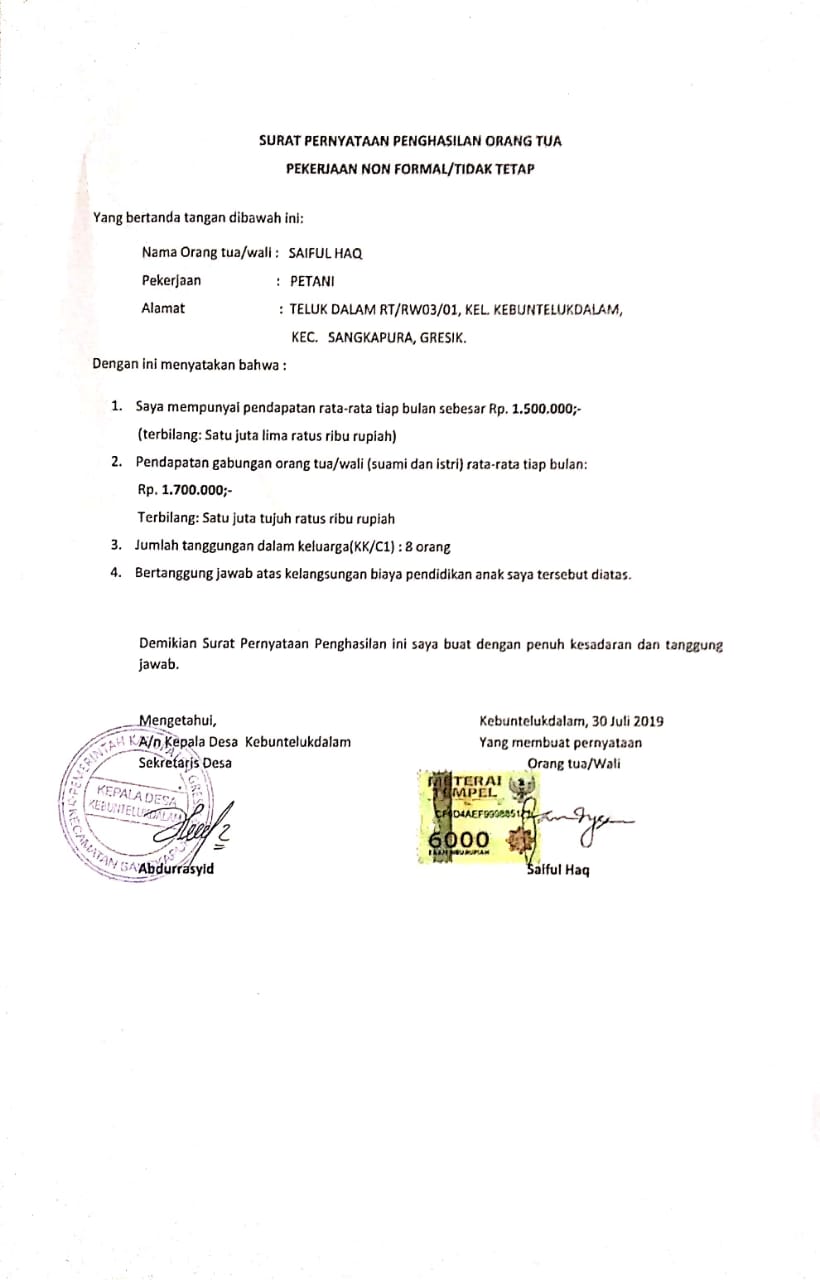 SURAT PERNYATAAN PENGHASILAN ORANG TUA
PEKERJAAN NON FORMAL/TIDAK TETAP
Yang bertanda tangan dibawah ini:
Nama Orang tua/wali : SAIFUL HAQ
Pekerjaan : PETANI
Alamat : TELUK DALAM RT/RW03/01, KEL. KEBUNTELUKDALAM,
KEC. SANGKAPURA, GRESIK.
Dengan ini menyatakan bahwa :
1. Saya mempunyai pendapatan rata-rata tiap bulan sebesar Rp. 1.500.000;-
(terbilang: Satu juta lima ratus ribu rupiah)
2. Pendapatan gabungan orang tua/wali (suami dan istri) rata-rata tiap bulan:
Rp. 1.700.000;-
Terbilang: Satu juta tujuh ratus ribu rupiah
3. Jumlah tanggungan dalam keluarga(KK/C1) : 8 orang
4. Bertanggung jawab atas kelangsungan biaya pendidikan anak saya tersebut diatas.
Demikian Surat Pernyataan Penghasilan ini saya buat dengan penuh kesadaran dan tanggung
jawab.
Mengetahui,
A/n Kepala Desa Kebuntelukdalam
Sekretaris Desa
KEPALA DESA
KEBUNTELUKDALAM
Abdurrasyid
Kebuntelukdalam, 30 Juli 2019
Yang membuat pernyataan
Orang tua/Wali
METERAI
TEMPEL
6000
ENAM RIBU RUPIAH
Saiful Haq